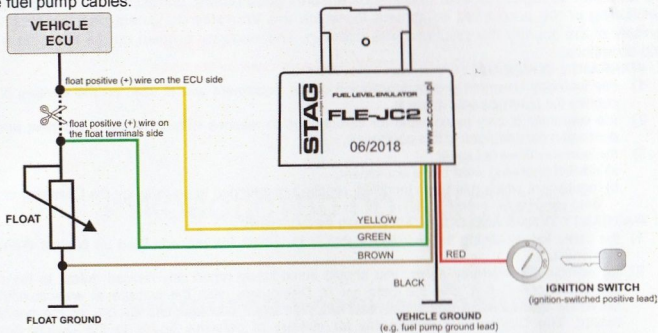 e fuel pump cables.
VEHICLE
ECU
float positive (+) wire on the ECU side
float positive (+) wire on
the float terminals side
FLOAT
FLOAT GROUND
STAG
FUEL LEVEL EMULATOR
FLE-JC2
06/2018
www.ac.com.pl
YELLOW
GREEN
BROWN
RED
BLACK
VEHICLE GROUND
(e.g. fuel pump ground lead)
IGNITION SWITCH
(ignition-switched positive lead)